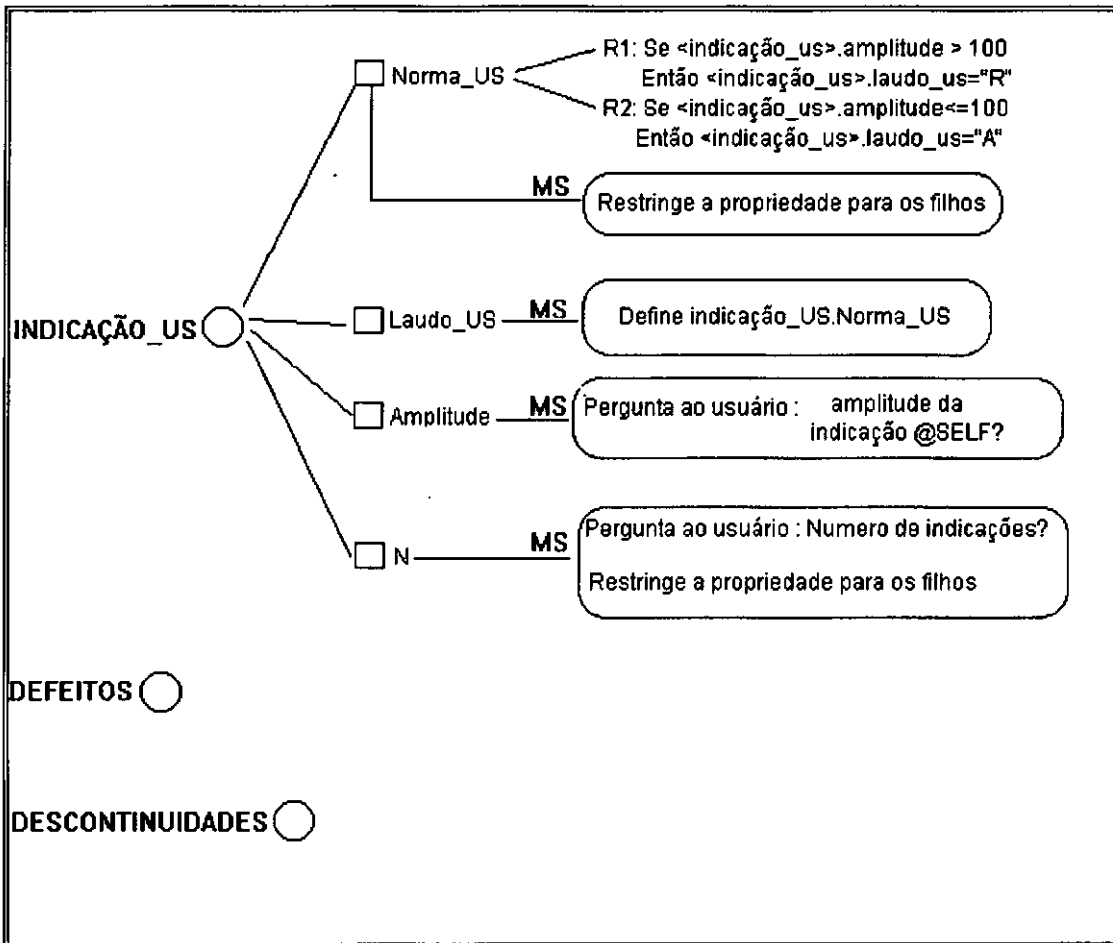 Norma_US
R1: Se <indicação_us>.amplitude > 100
Então <indicação_us>.laudo_us="R"
R2: Se <indicação_us>.amplitude<=100
Então <indicação_us>.laudo_us="A"
MS
Restringe a propriedade para os filhos
INDICAÇÃO_US
Laudo_US
MS
Define indicação_US.Norma_US
Amplitude
MS
Pergunta ao usuário : amplitude da
indicação @SELF?
N
MS
Pergunta ao usuário : Numero de indicações?
Restringe a propriedade para os filhos
DEFEITOS
DESCONTINUIDADES